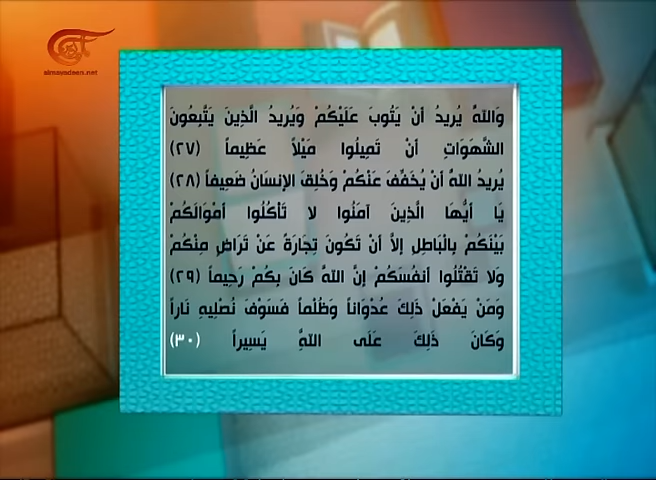 almayadeen.net
وَاللهُ يُرِيدُ أَنْ يَتُوبَ عَلَيْكُمْ وَيُرِيدُ الَّذِينَ يَتَّبِعُونَ
الشَّهَوَاتِ أَنْ تَمِيلُوا مَيْلاً عَظِيماً (٢٧)
يُرِيدُ اللهُ أَنْ يُخَفِّفَ عَنْكُمْ وَخُلِقَ الإِنسَانُ ضَعِيفاً (٢٨)
يَا أَيُّهَا الَّذِينَ آمَنُوا لا تَأْكُلُوا أَمْوَالَكُمْ
بَيْنَكُمْ بِالْبَاطِلِ إِلاَّ أَنْ تَكُونَ تِجَارَةً عَنْ تَرَاضٍ مِنْكُمْ
وَلا تَقْتُلُوا أَنفُسَكُمْ إِنَّ اللهَ كَانَ بِكُمْ رَحِيماً (٢٩)
وَمَنْ يَفْعَلْ ذَلِكَ عُدْوَاناً وَظُلْماً فَسَوْفَ نُصْلِيهِ نَاراً
وَكَانَ ذَلِكَ عَلَى اللهِ يَسِيراً (٣٠)